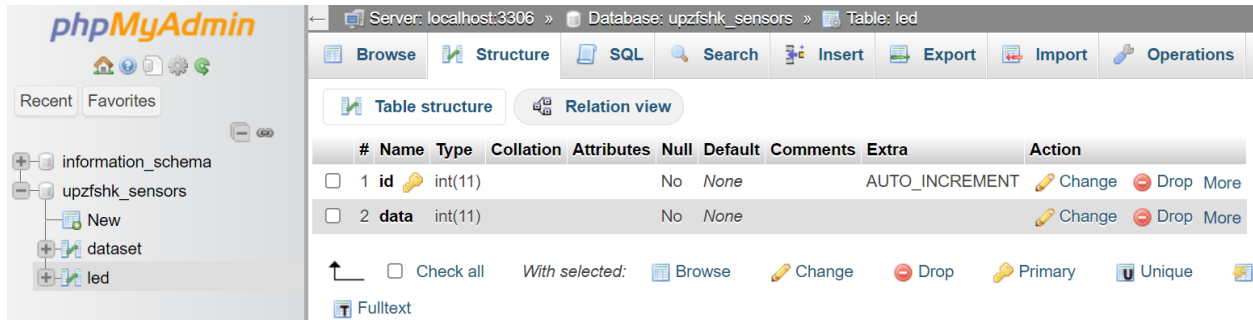 phpMyAdmin
Recent Favorites
information_schema
upzfshk_sensors
New
dataset
led
← Server: localhost:3306 » Database: upzfshk_sensors » Table: led
Browse Structure SQL Search Insert Export Import Operations
Table structure Relation view
# Name Type Collation Attributes Null Default Comments Extra Action
1 id int(11) No None AUTO_INCREMENT Change Drop More
2 data int(11) No None Change Drop More
Check all With selected: Browse Change Drop Primary U Unique
T Fulltext